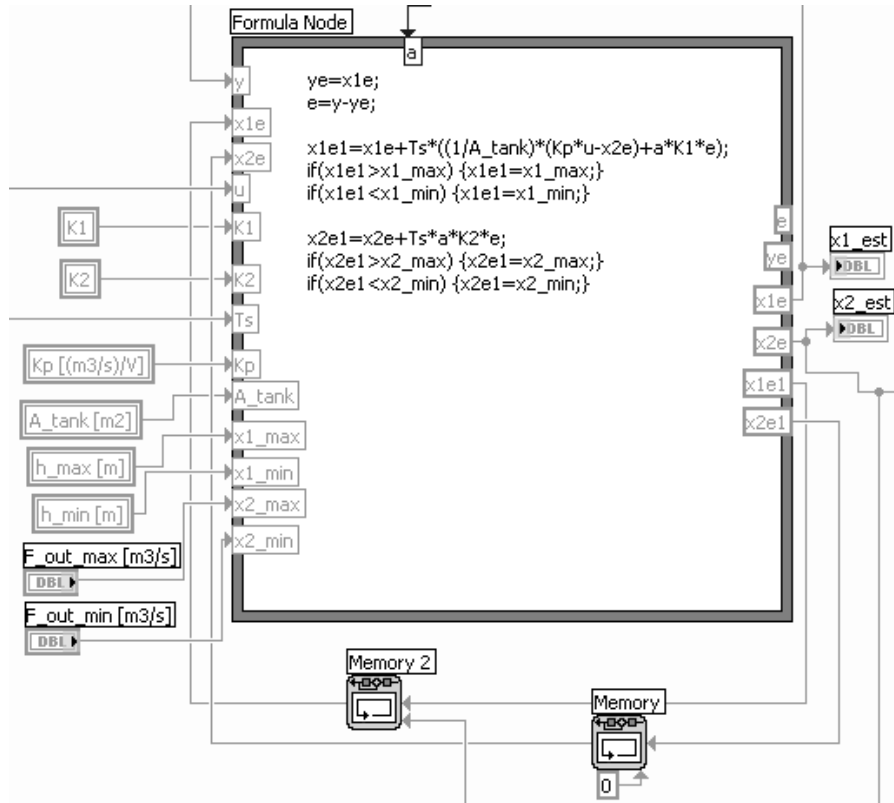 Formula Node
a
y
x1e
x2e
u
K1
K2
Ts
Kp
A_tank
x1_max
x1_min
x2_max
x2_min
ye=x1e;
e=y-ye;
x1e1=x1e+Ts*((1/A_tank)*(Kp*u-x2e)+a*K1*e);
if(x1e1>x1_max) {x1e1=x1_max;}
if(x1e1<x1_min) {x1e1=x1_min;}
x2e1=x2e+Ts*a*K2*e;
if(x2e1>x2_max) {x2e1=x2_max;}
if(x2e1<x2_min) {x2e1=x2_min;}
K1
K2
Kp [(m3/s)/V]
A_tank [m2]
h_max [m]
h_min [m]
F_out_max [m3/s]
DBL
F_out_min [m3/s]
DBL
e
ye
x1e
x2e
x1e1
x2e1
x1_est
DBL
x2_est
DBL
Memory 2
Memory
0